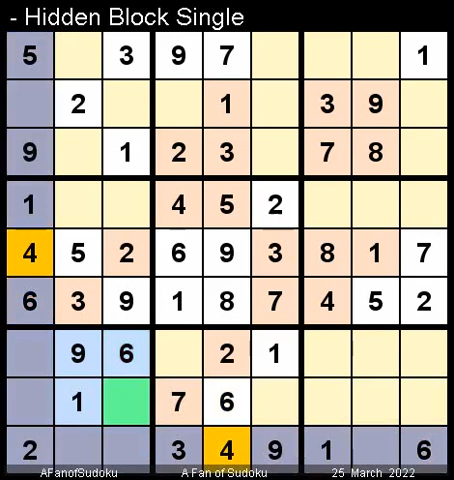 - Hidden Block Single
5 3 9 7 1
2 1 3 9
9 1 2 3 7 8
1 4 5 2
4 5 2 6 9 3 8 1 7
6 3 9 1 8 7 4 5 2
9 6 2 1
1 7 6
2 3 4 9 1 6
AFanofSudoku A Fan of Sudoku 25 March 2022